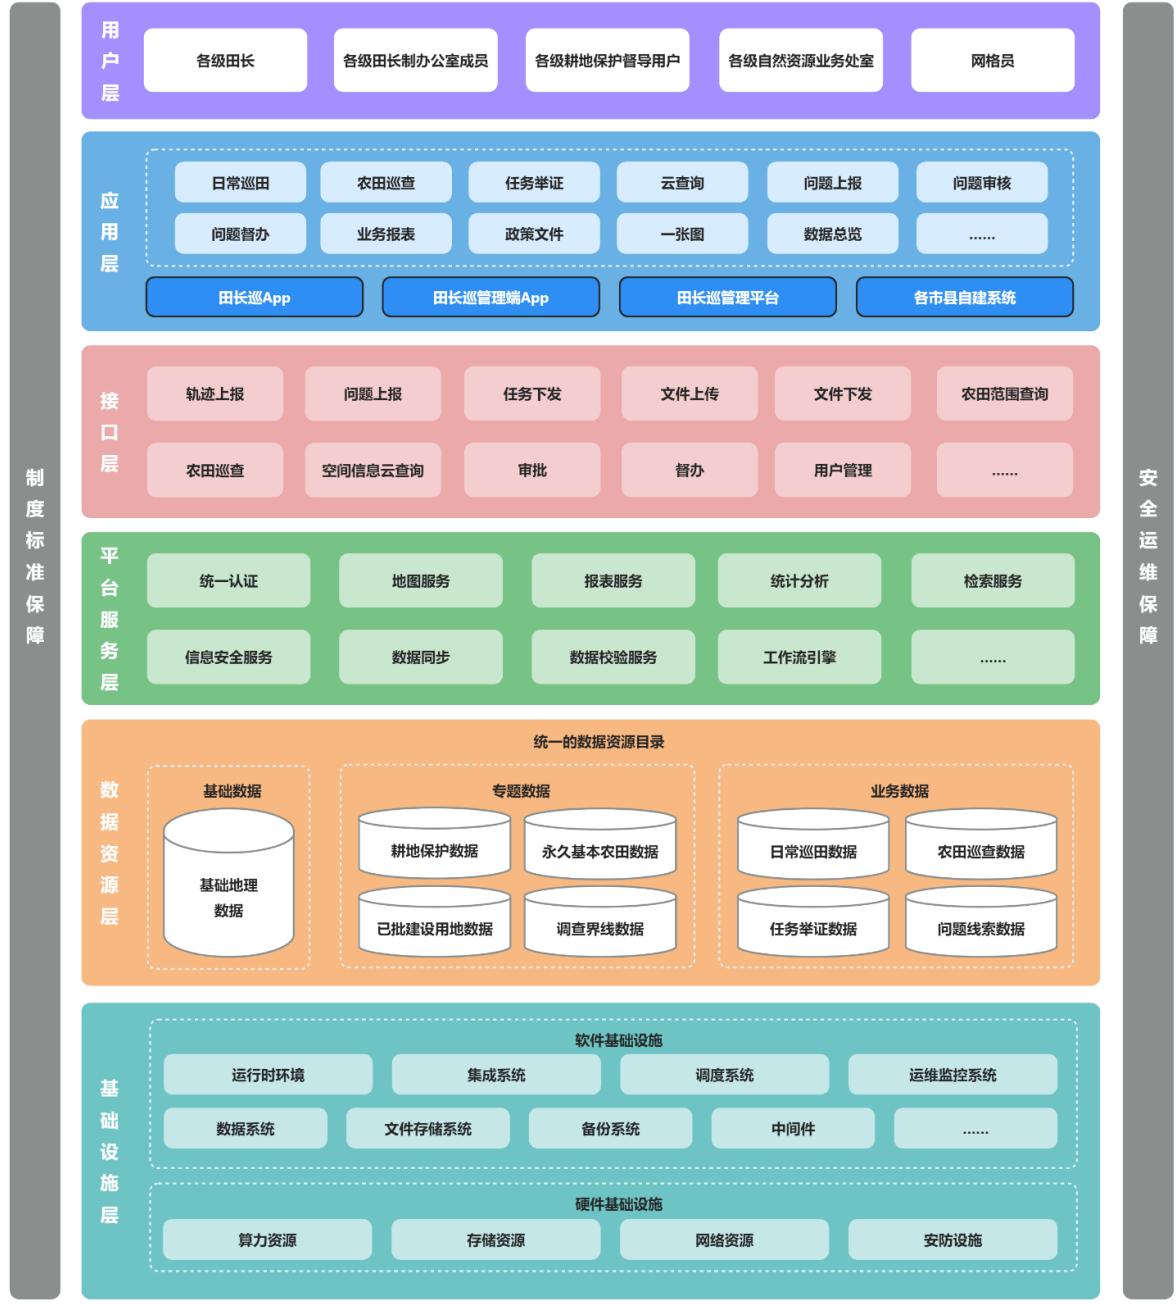 制度标准保障
用户层
各级田长
各级田长制办公室成员
各级耕地保护督导用户
各级自然资源业务处室
网格员
应用层
日常巡田
农田巡查
任务举证
云查询
问题上报
问题审核
问题督办
业务报表
政策文件
一张图
数据总览
......
田长巡App
田长巡管理端App
田长巡管理平台
各市县自建系统
接口层
轨迹上报
问题上报
任务下发
文件上传
文件下发
农田范围查询
农田巡查
空间信息云查询
审批
督办
用户管理
......
平台服务层
统一认证
地图服务
报表服务
统计分析
检索服务
信息安全服务
数据同步
数据校验服务
工作流引擎
......
数据资源层
统一的数据资源目录
基础数据
基础地理
数据
专题数据
耕地保护数据
永久基本农田数据
已批建设用地数据
调查界线数据
业务数据
日常巡田数据
农田巡查数据
任务举证数据
问题线索数据
基础设施层
软件基础设施
运行时环境
集成系统
调度系统
运维监控系统
数据系统
文件存储系统
备份系统
中间件
......
硬件基础设施
算力资源
存储资源
网络资源
安防设施
安全运维保障